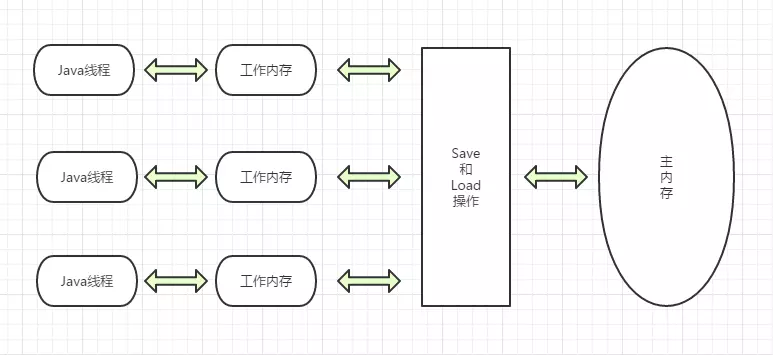 Java线程
工作内存
Java线程
工作内存
Java线程
工作内存
Save
和
Load
操作
主
内
存